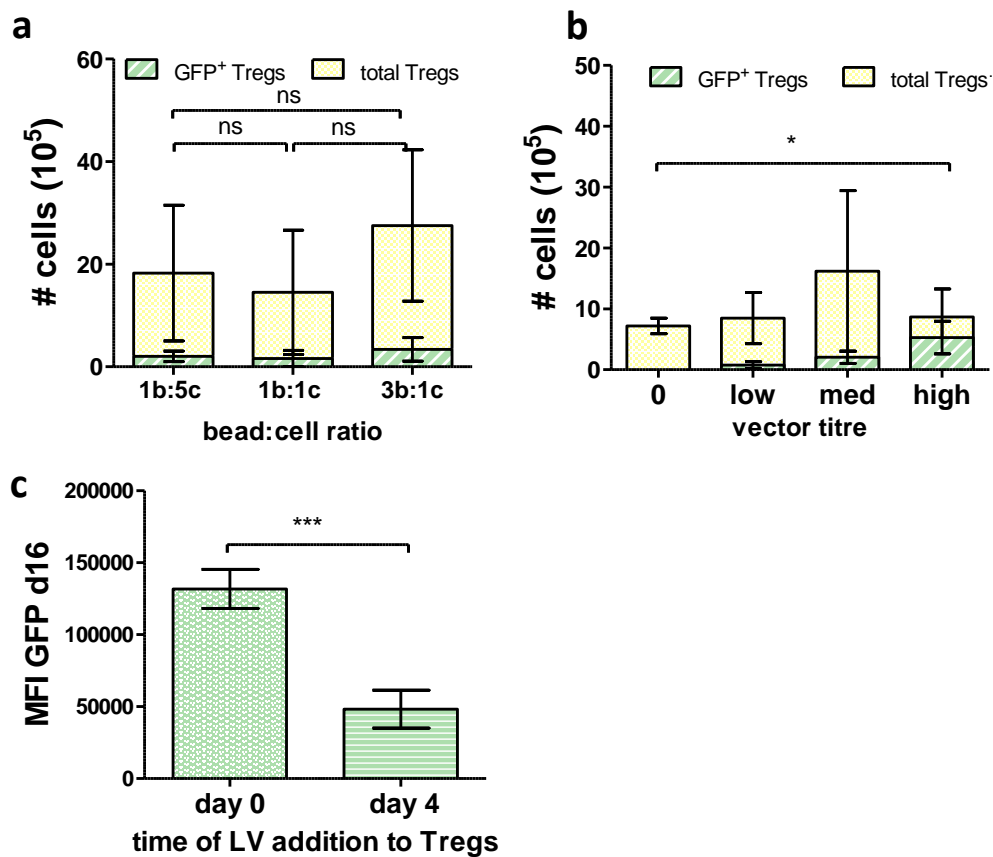 a
# cells (10⁵)
60
40
20
0
GFP⁺ Tregs
total Tregs
ns
ns
ns
1b:5c
1b:1c
3b:1c
bead:cell ratio
b
# cells (10⁵)
50
40
30
20
10
0
GFP⁺ Tregs
total Tregs
*
0
low
med
high
vector titre
c
MFI GFP d16
200000
150000
100000
50000
0
***
day 0
day 4
time of LV addition to Tregs